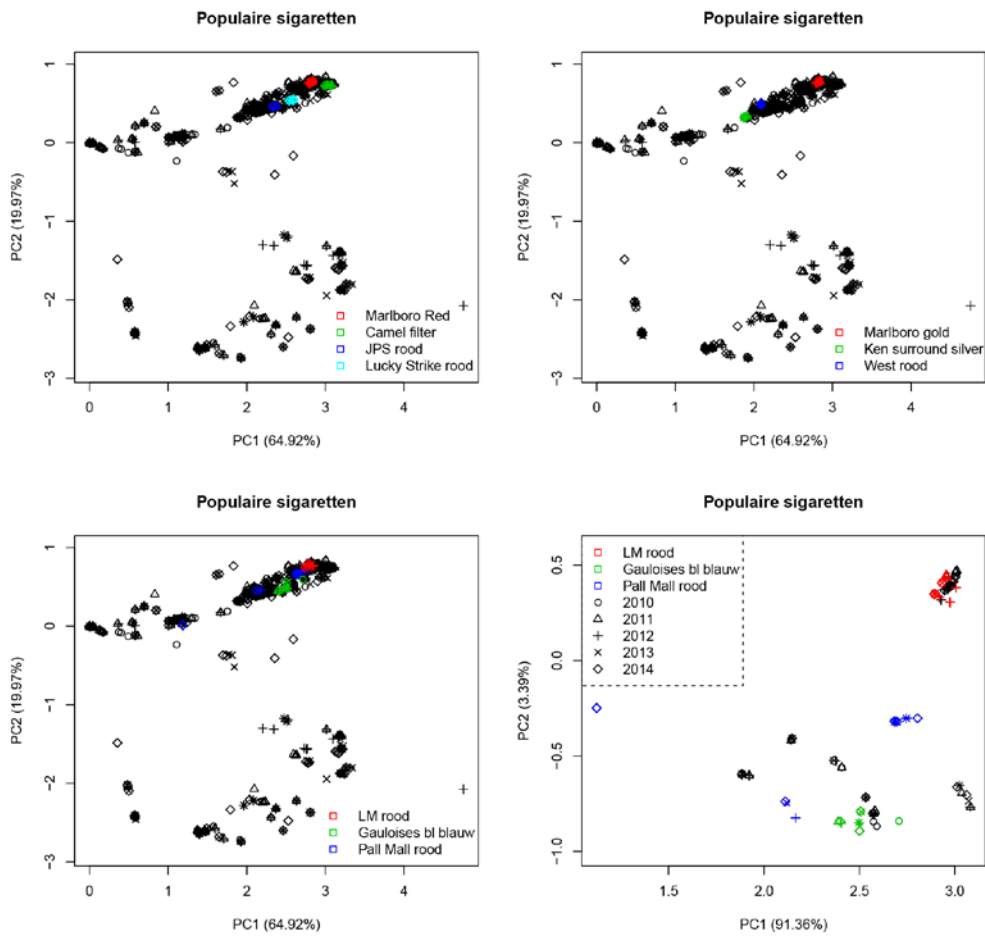 Populaire sigaretten
PC2 (19.97%)
1
0
-1
-2
-3
Marlboro Red
Camel filter
JPS rood
Lucky Strike rood
0 1 2 3 4
PC1 (64.92%)
Populaire sigaretten
PC2 (19.97%)
1
0
-1
-2
-3
Marlboro gold
Ken surround silver
West rood
0 1 2 3 4
PC1 (64.92%)
Populaire sigaretten
PC2 (19.97%)
1
0
-1
-2
-3
LM rood
Gauloises bl blauw
Pall Mall rood
0 1 2 3 4
PC1 (64.92%)
Populaire sigaretten
PC2 (3.39%)
0.5
0.0
-0.5
-1.0
LM rood
Gauloises bl blauw
Pall Mall rood
2010
2011
2012
2013
2014
1.5 2.0 2.5 3.0
PC1 (91.36%)